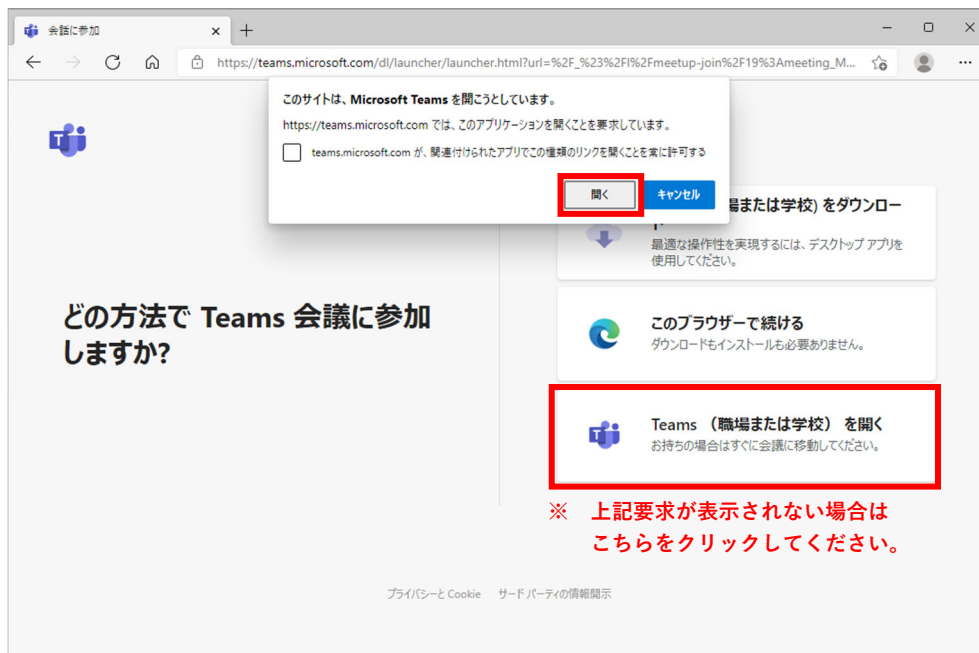 会話に参加
https://teams.microsoft.com/dl/launcher/launcher.html?url=%2F_%23%2Fl%2Fmeetup-join%2F19%3Ameeting_M...
このサイトは、Microsoft Teams を開こうとしています。
https://teams.microsoft.com では、このアプリケーションを開くことを要求しています。
teams.microsoft.com が、関連付けられたアプリでこの種類のリンクを開くことを常に許可する
開く
キャンセル
場または学校) をダウンロー
最適な操作性を実現するには、デスクトップ アプリを
使用してください。
どの方法で Teams 会議に参加
しますか?
このブラウザーで続ける
ダウンロードもインストールも必要ありません。
Teams （職場または学校） を開く
お持ちの場合はすぐに会議に移動してください。
※ 上記要求が表示されない場合は
こちらをクリックしてください。
プライバシーと Cookie サード パーティの情報開示